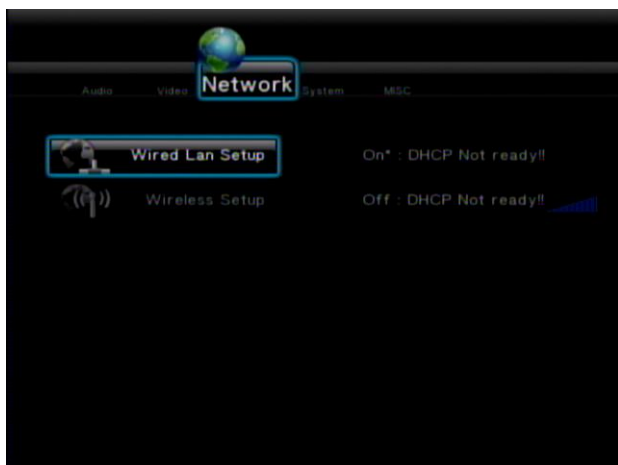 Audio Video Network System MISC
Wired Lan Setup On* : DHCP Not ready!!
Wireless Setup Off : DHCP Not ready!!